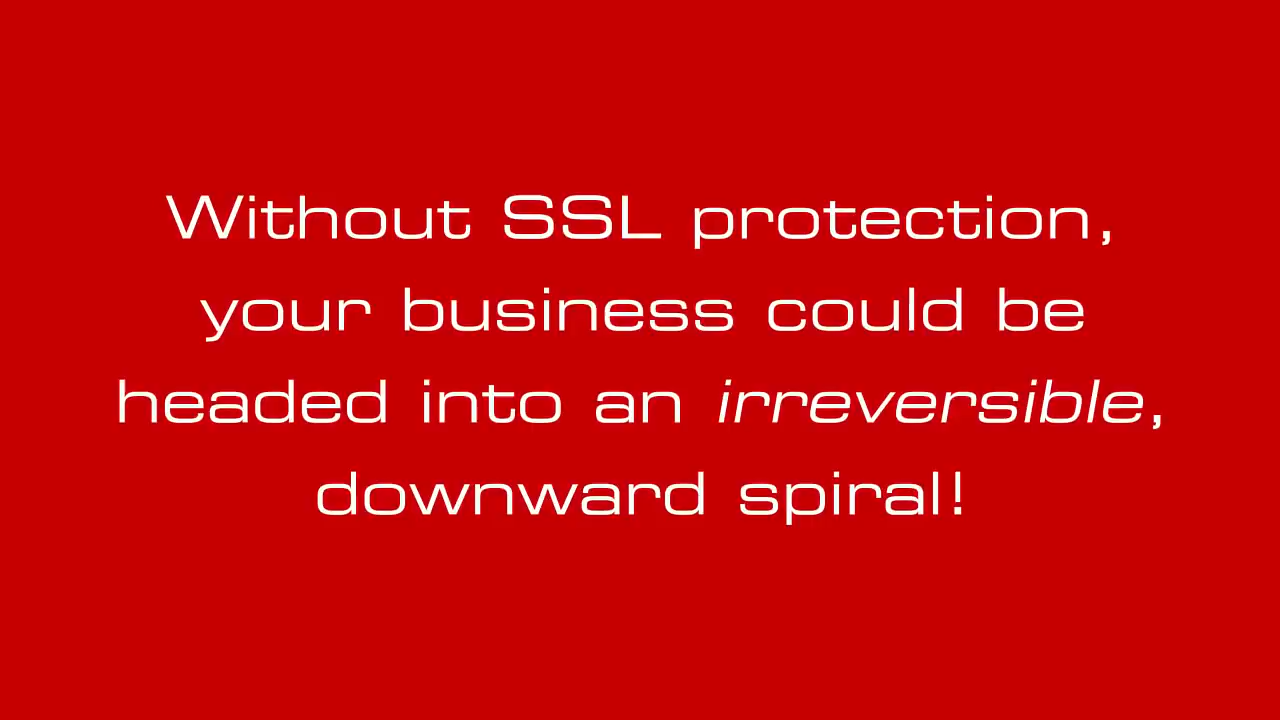 Without SSL protection,
your business could be
headed into an irreversible,
downward spiral!